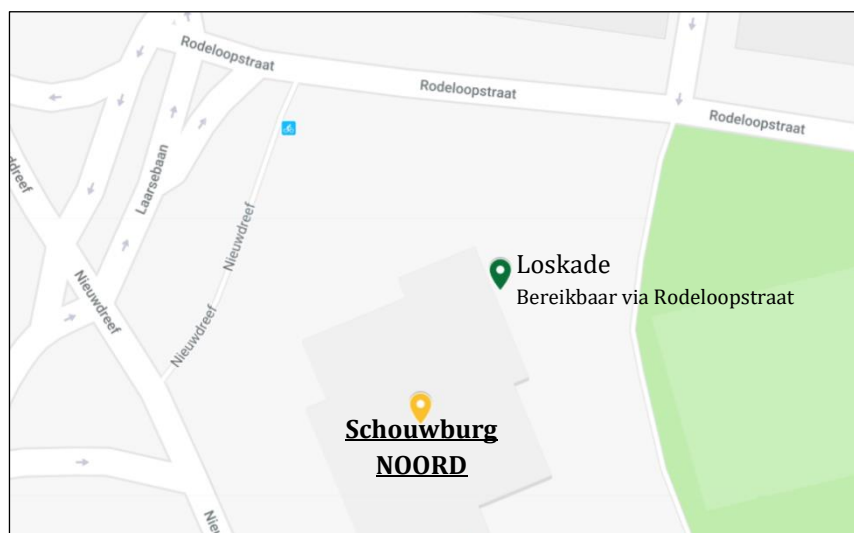 Rodeloopstraat
Rodeloopstraat
Rodeloopstraat
Laarsebaan
Nieuwdreef
Nieuwdreef
Nieuwdreef
Loskade
Bereikbaar via Rodeloopstraat
Schouwburg
NOORD